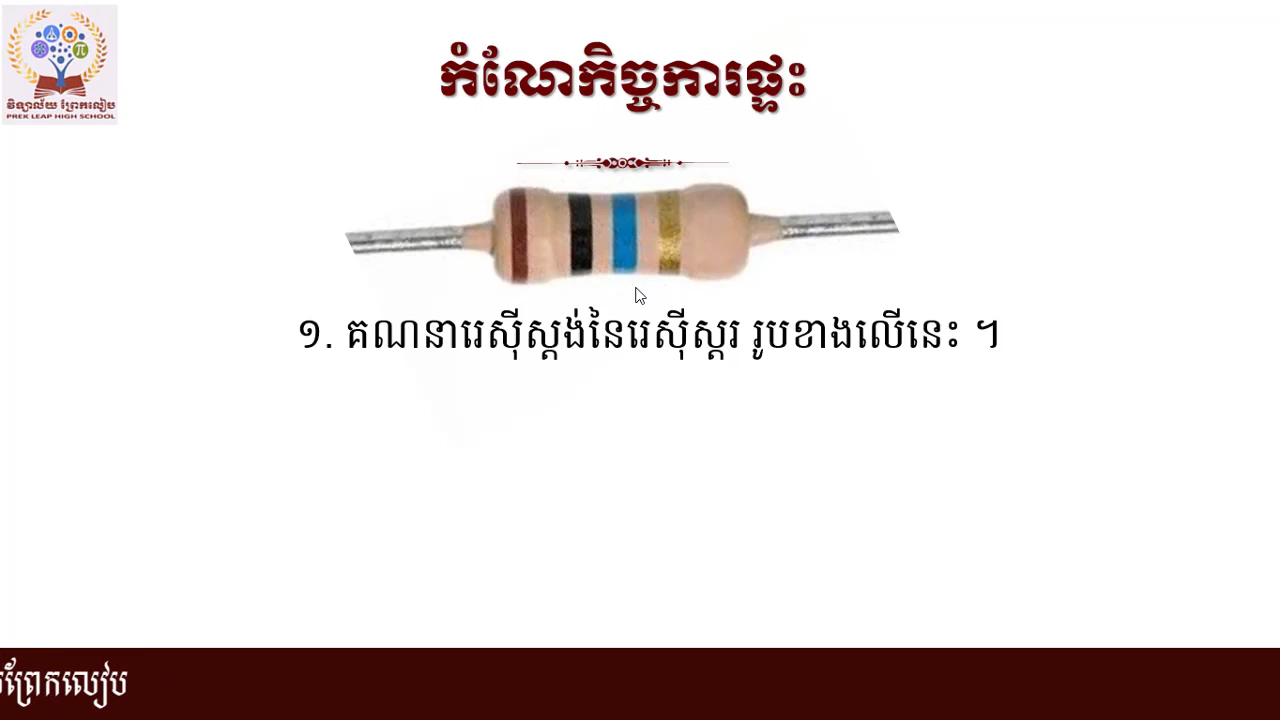 កំណែកិច្ចការផ្ទះ
វិទ្យាល័យ ព្រែកលៀប
PREK LEAP HIGH SCHOOL
១. គណនារេស៊ីស្តង់នៃរេស៊ីស្តរ រូបខាងលើនេះ ។
ព្រែកលៀប